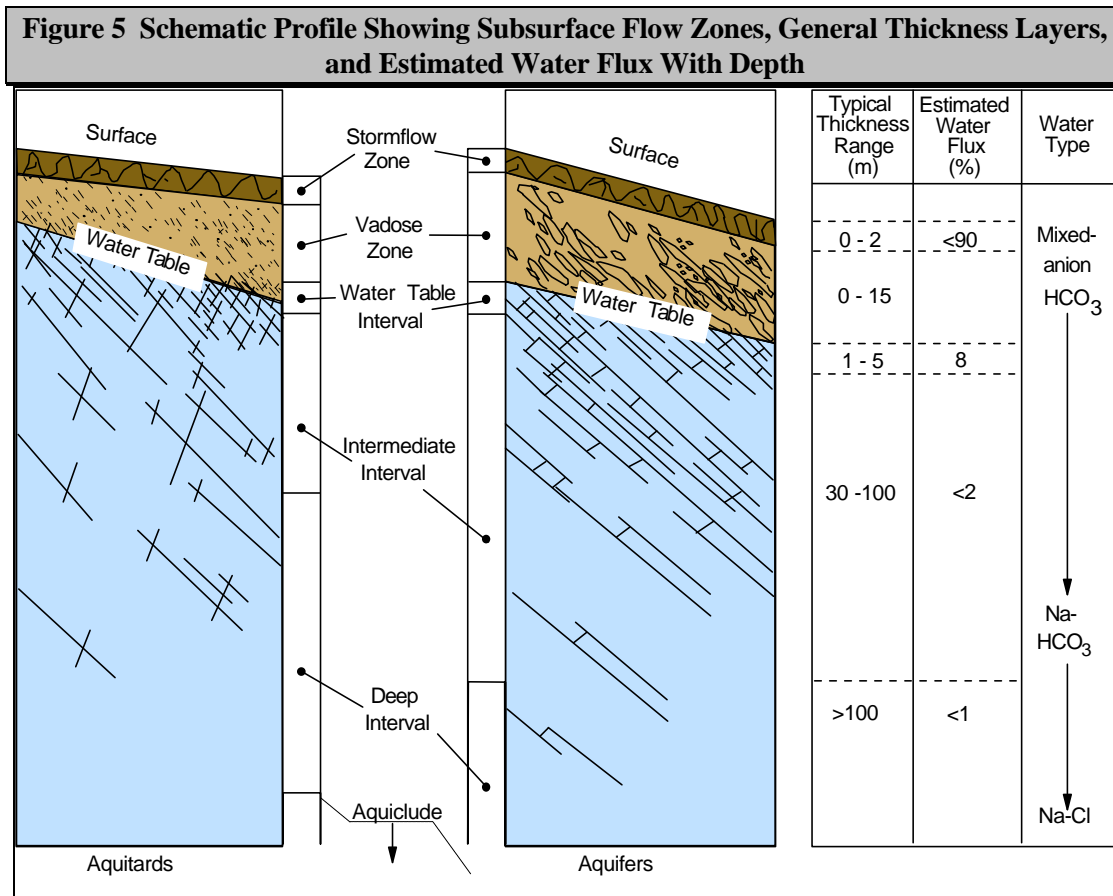 Figure 5 Schematic Profile Showing Subsurface Flow Zones, General Thickness Layers,
and Estimated Water Flux With Depth
Surface
Water Table
Aquitards
Stormflow
Zone
Vadose
Zone
Water Table
Interval
Intermediate
Interval
Deep
Interval
Aquiclude
Surface
Water Table
Aquifers
Typical
Thickness
Range
(m)
Estimated
Water
Flux
(%)
Water
Type
0 - 2 <90
0 - 15
1 - 5 8
30 -100 <2
>100 <1
Mixed-
anion
HCO3
Na-
HCO3
Na-Cl